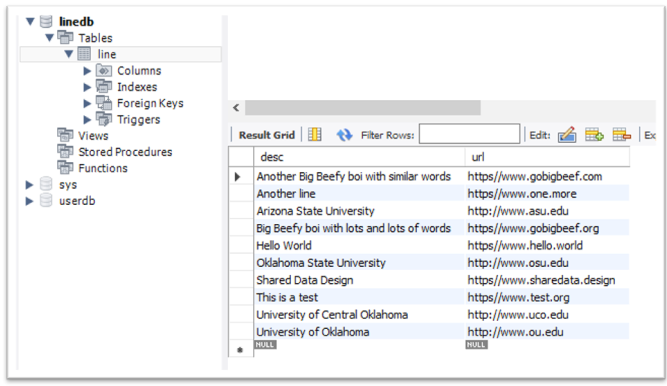 linedb
Tables
line
Columns
Indexes
Foreign Keys
Triggers
Views
Stored Procedures
Functions
sys
userdb
Result Grid Filter Rows: Edit: Ex
desc url
Another Big Beefy boi with similar words https//www.gobigbeef.com
Another line https//www.one.more
Arizona State University http://www.asu.edu
Big Beefy boi with lots and lots of words https//www.gobigbeef.org
Hello World https//www.hello.world
Oklahoma State University http://www.osu.edu
Shared Data Design https//www.sharedata.design
This is a test https//www.test.org
University of Central Oklahoma http://www.uco.edu
University of Oklahoma http://www.ou.edu
NULL NULL